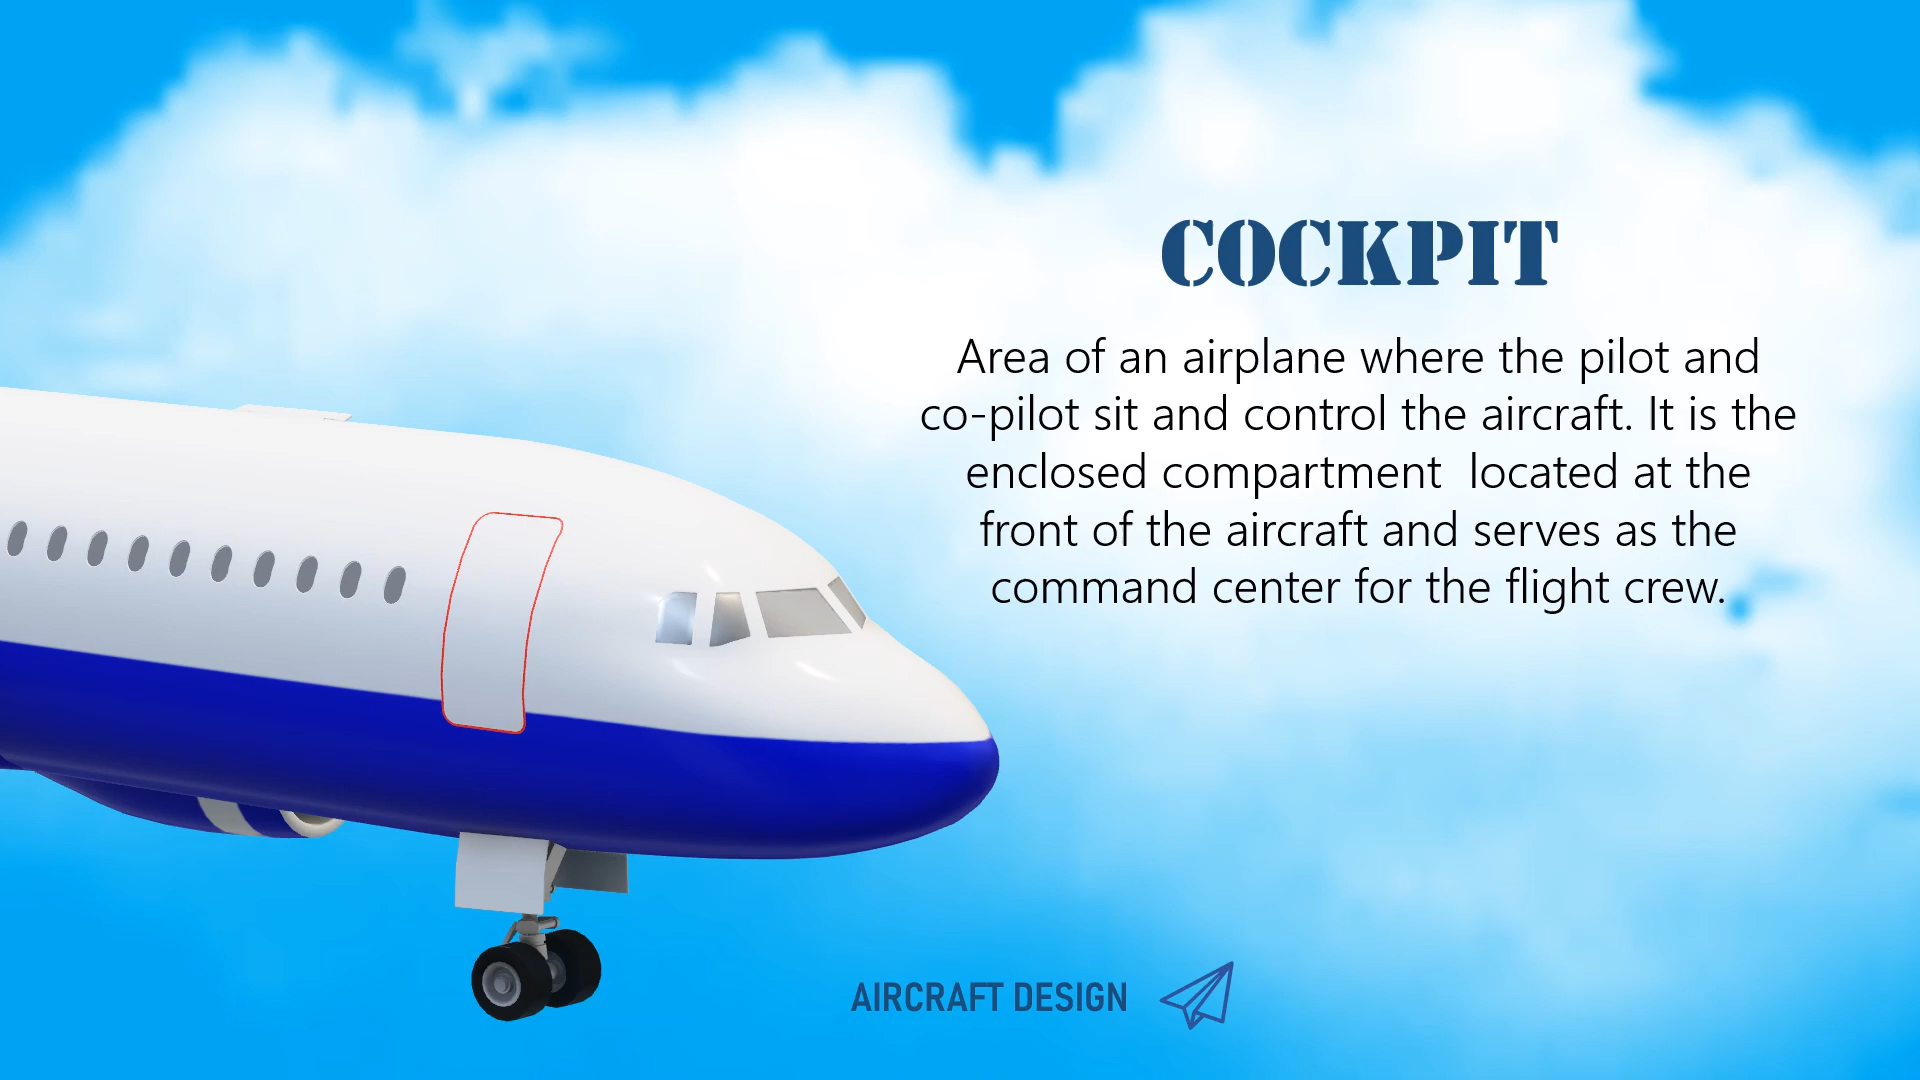 COCKPIT
Area of an airplane where the pilot and
co-pilot sit and control the aircraft. It is the
enclosed compartment  located at the
front of the aircraft and serves as the
command center for the flight crew.
AIRCRAFT DESIGN